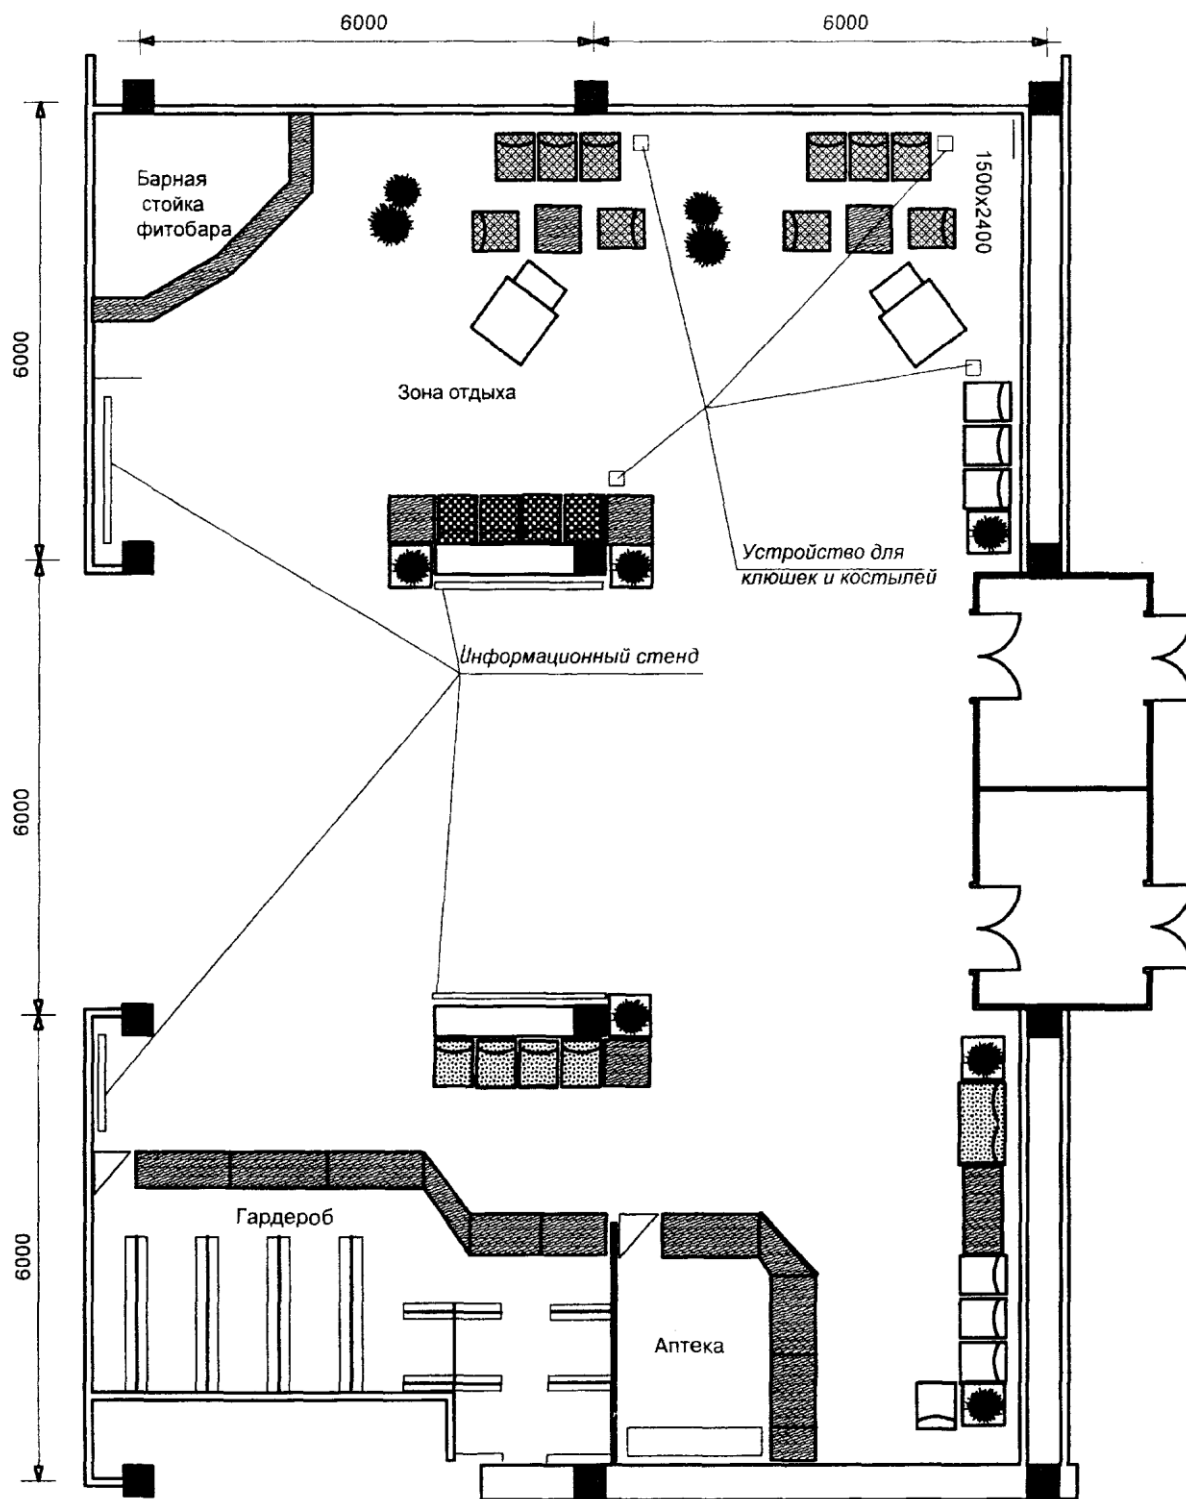 6000
6000
Барная
стойка
фитобара
1500х2400
6000
Зона отдыха
Устройство для
клюшек и костылей
Информационный стенд
6000
Гардероб
6000
Аптека